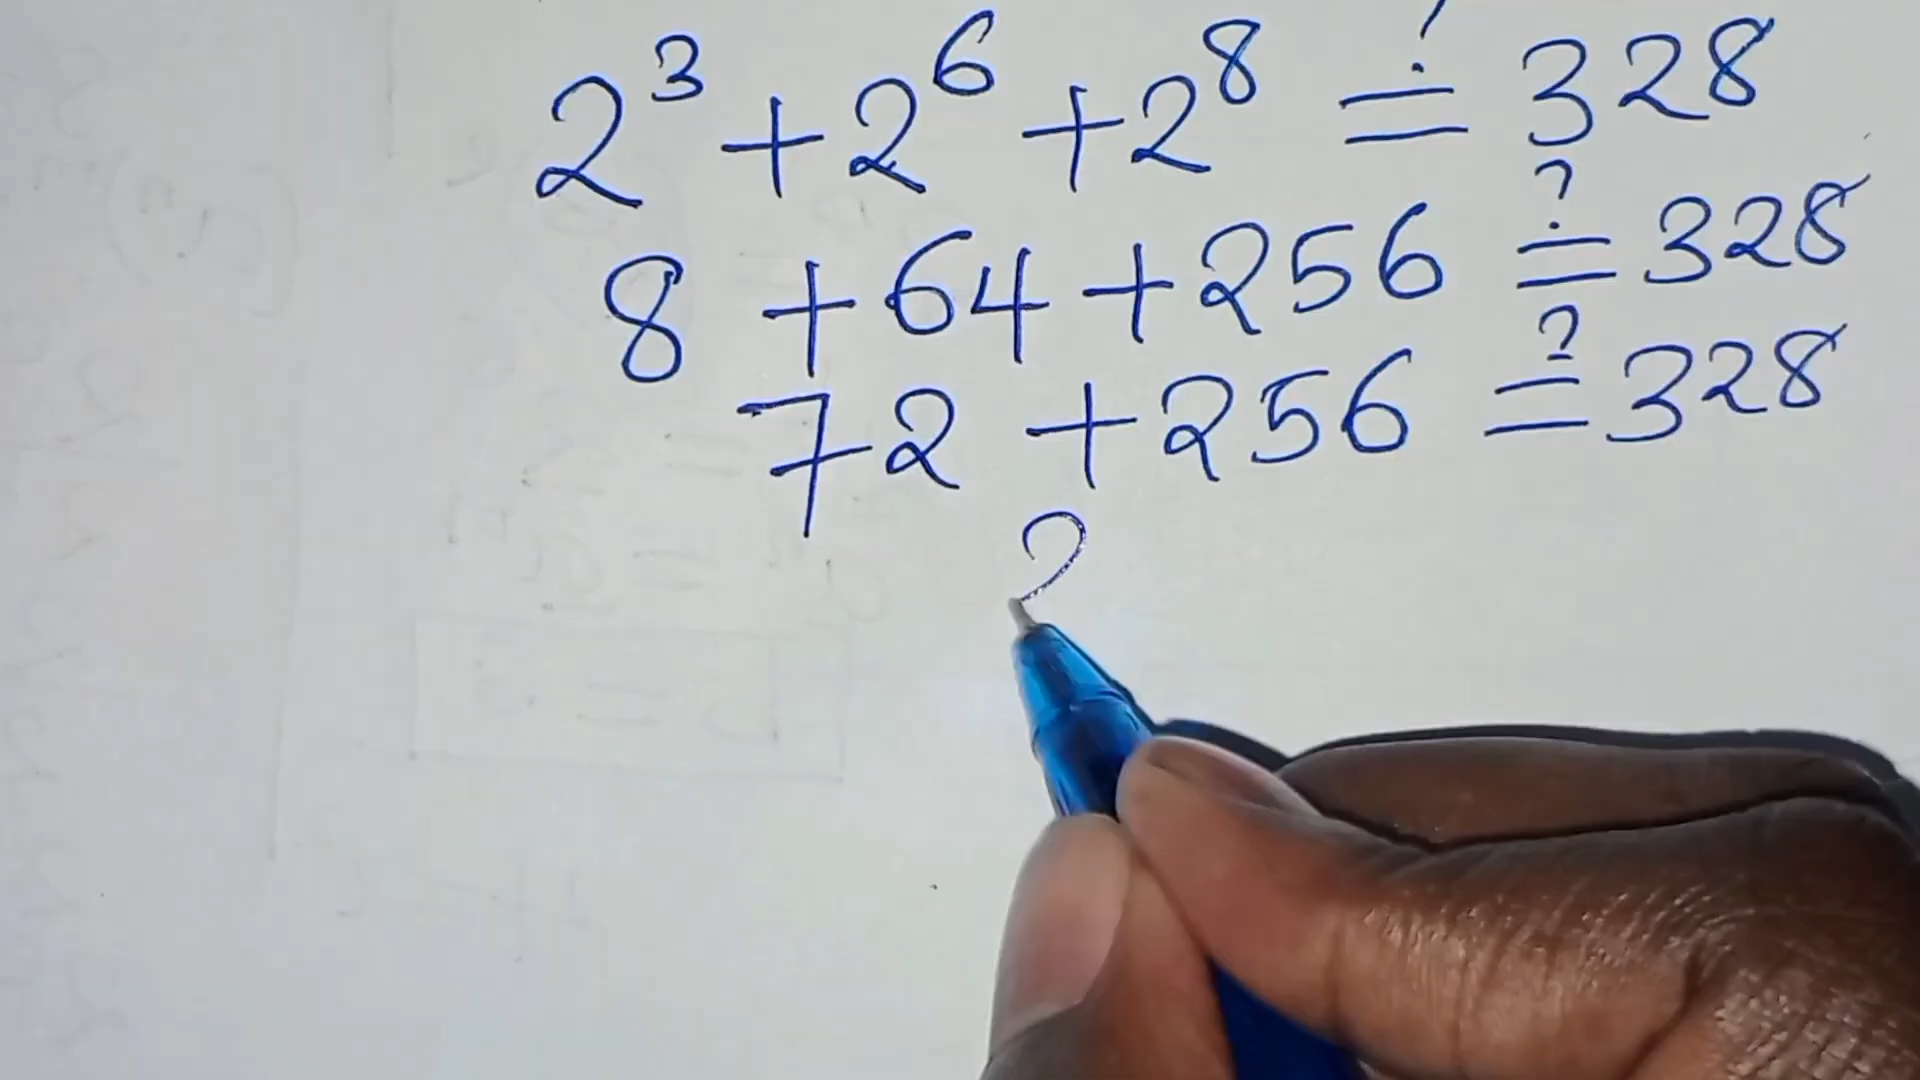 2³ + 2⁶ + 2⁸ ≟ 328
8 + 64 + 256 ≟ 328
72 + 256 ≟ 328